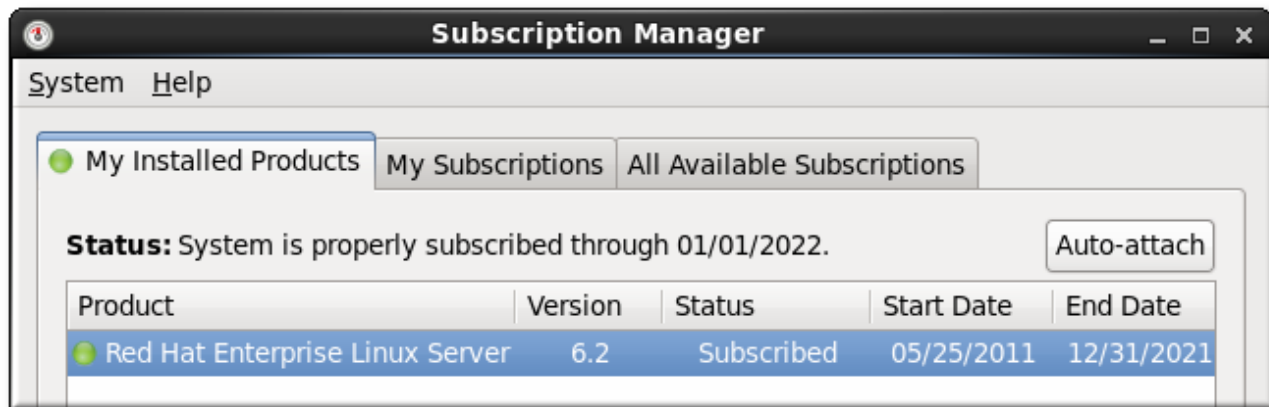 Subscription Manager
System Help
My Installed Products My Subscriptions All Available Subscriptions
Status: System is properly subscribed through 01/01/2022. Auto-attach
Product Version Status Start Date End Date
Red Hat Enterprise Linux Server 6.2 Subscribed 05/25/2011 12/31/2021